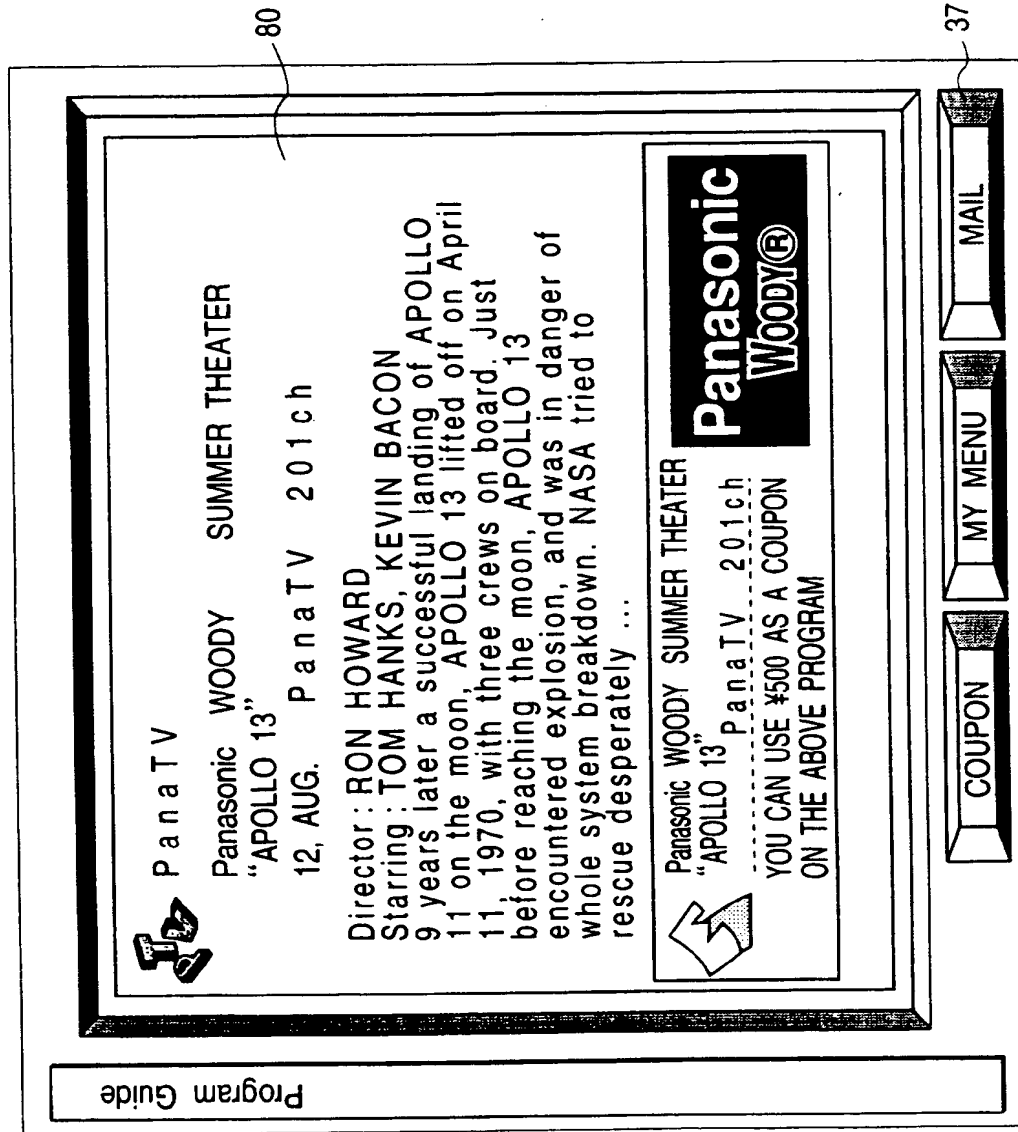 Program Guide
PanaTV
Panasonic WOODY SUMMER THEATER
“APOLLO 13”
12, AUG. PanaTV 201ch
Director : RON HOWARD
Starring : TOM HANKS, KEVIN BACON
9 years later a successful landing of APOLLO
11 on the moon, APOLLO 13 lifted off on April
11, 1970, with three crews on board. Just
before reaching the moon, APOLLO 13
encountered explosion, and was in danger of
whole system breakdown. NASA tried to
rescue desperately ...
Panasonic WOODY SUMMER THEATER
“APOLLO 13”
PanaTV 201ch
YOU CAN USE ¥500 AS A COUPON
ON THE ABOVE PROGRAM
Panasonic
WOODY®
COUPON
MY MENU
MAIL
80
37